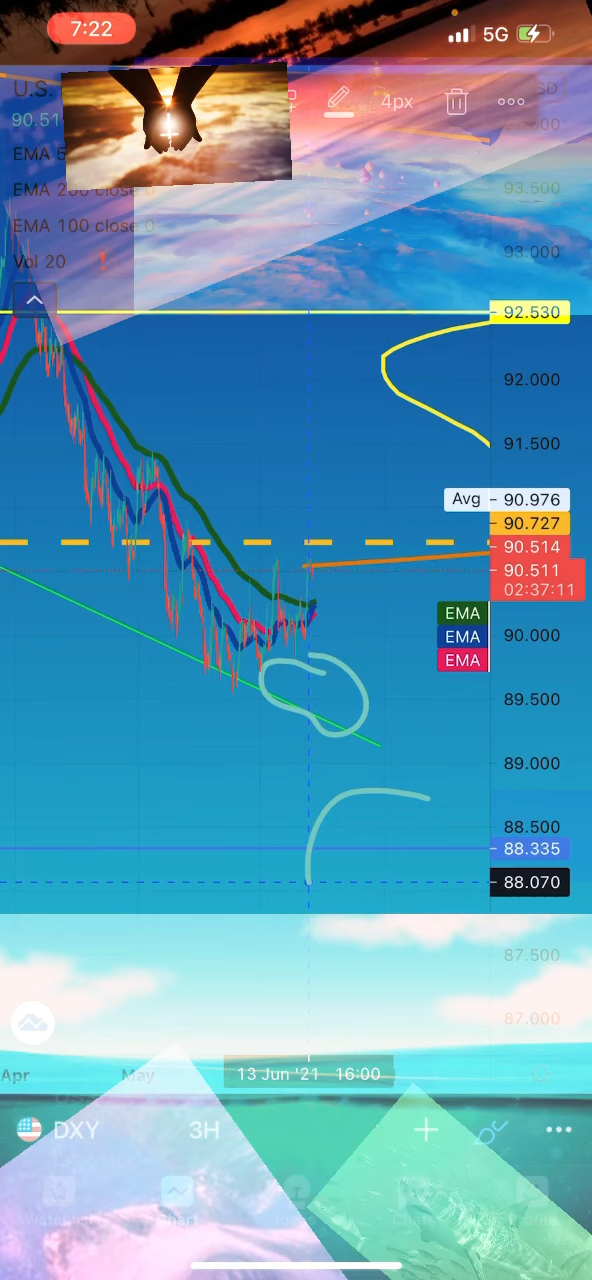 7:22
5G
U.S.
4px
90.51
EMA 5
93.500
EMA 200 close 0
EMA 100 close 0
93.000
Vol 20
92.530
92.000
91.500
Avg 90.976
90.727
90.514
90.511
02:37:11
EMA
EMA 90.000
EMA
89.500
89.000
88.500
88.335
88.070
87.500
87.000
Apr May 13 Jun '21 16:00
DXY 3H
Chart